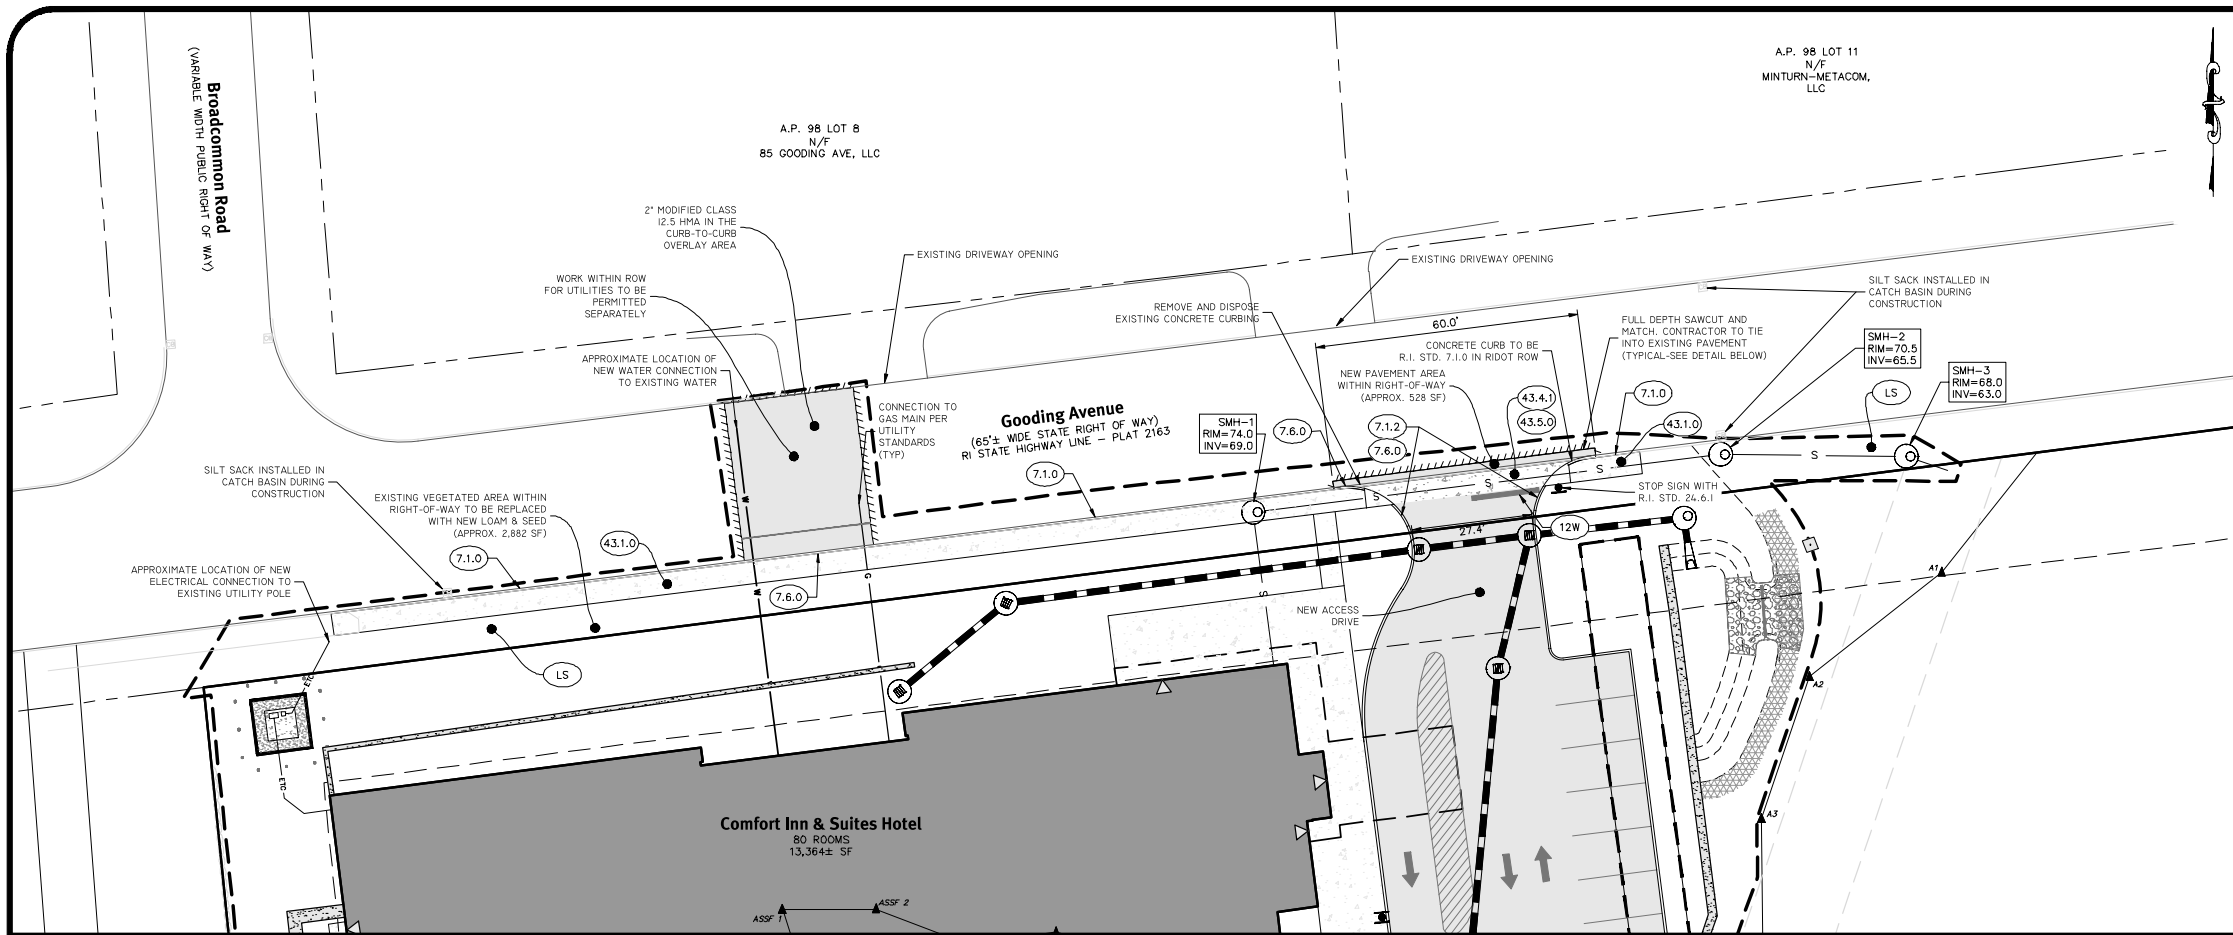 Broadcommon Road
(VARIABLE WIDTH PUBLIC RIGHT OF WAY)
A.P. 98 LOT 8
N/F
85 GOODING AVE, LLC
A.P. 98 LOT 11
N/F
MINTURN-METACOM,
LLC
2" MODIFIED CLASS
12.5 HMA IN THE
CURB-TO-CURB
OVERLAY AREA
EXISTING DRIVEWAY OPENING
EXISTING DRIVEWAY OPENING
WORK WITHIN ROW
FOR UTILITIES TO BE
PERMITTED
SEPARATELY
REMOVE AND DISPOSE
EXISTING CONCRETE CURBING
60.0'
SILT SACK INSTALLED IN
CATCH BASIN DURING
CONSTRUCTION
FULL DEPTH SAWCUT AND
MATCH. CONTRACTOR TO TIE
INTO EXISTING PAVEMENT
(TYPICAL-SEE DETAIL BELOW)
CONCRETE CURB TO BE
R.I. STD. 7.1.0 IN RIDOT ROW
SMH-2
RIM=70.5
INV=65.5
APPROXIMATE LOCATION OF
NEW WATER CONNECTION
TO EXISTING WATER
NEW PAVEMENT AREA
WITHIN RIGHT-OF-WAY
(APPROX. 528 SF)
SMH-3
RIM=68.0
INV=63.0
LS
43.4.1
43.5.0
7.1.0
43.1.0
CONNECTION TO
GAS MAIN PER
UTILITY
STANDARDS
(TYP)
Gooding Avenue
(65'± WIDE STATE RIGHT OF WAY)
RI STATE HIGHWAY LINE - PLAT 2163
SMH-1
RIM=74.0
INV=69.0
7.6.0
7.1.2
7.6.0
7.1.0
S
S
S
S
SILT SACK INSTALLED IN
CATCH BASIN DURING
CONSTRUCTION
EXISTING VEGETATED AREA WITHIN
RIGHT-OF-WAY TO BE REPLACED
WITH NEW LOAM & SEED
(APPROX. 2,882 SF)
W
STOP SIGN WITH
R.I. STD. 24.6.1
12W
27.4'
7.1.0
43.1.0
APPROXIMATE LOCATION OF NEW
ELECTRICAL CONNECTION TO
EXISTING UTILITY POLE
7.6.0
W
G
S
A1
NEW ACCESS
DRIVE
LS
ETC
A2
ETC
A3
Comfort Inn & Suites Hotel
80 ROOMS
13,364± SF
ASSF 1
ASSF 2